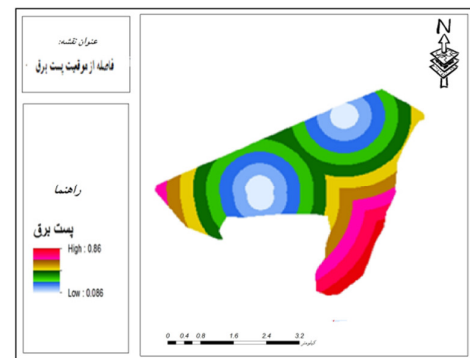 عنوان نقشه:
فاصله از موقعیت پست برق
راهنما
پست برق
High : 0.86
Low : 0.086
N
0 0.4 0.8 1.6 2.4 3.2
کیلومتر